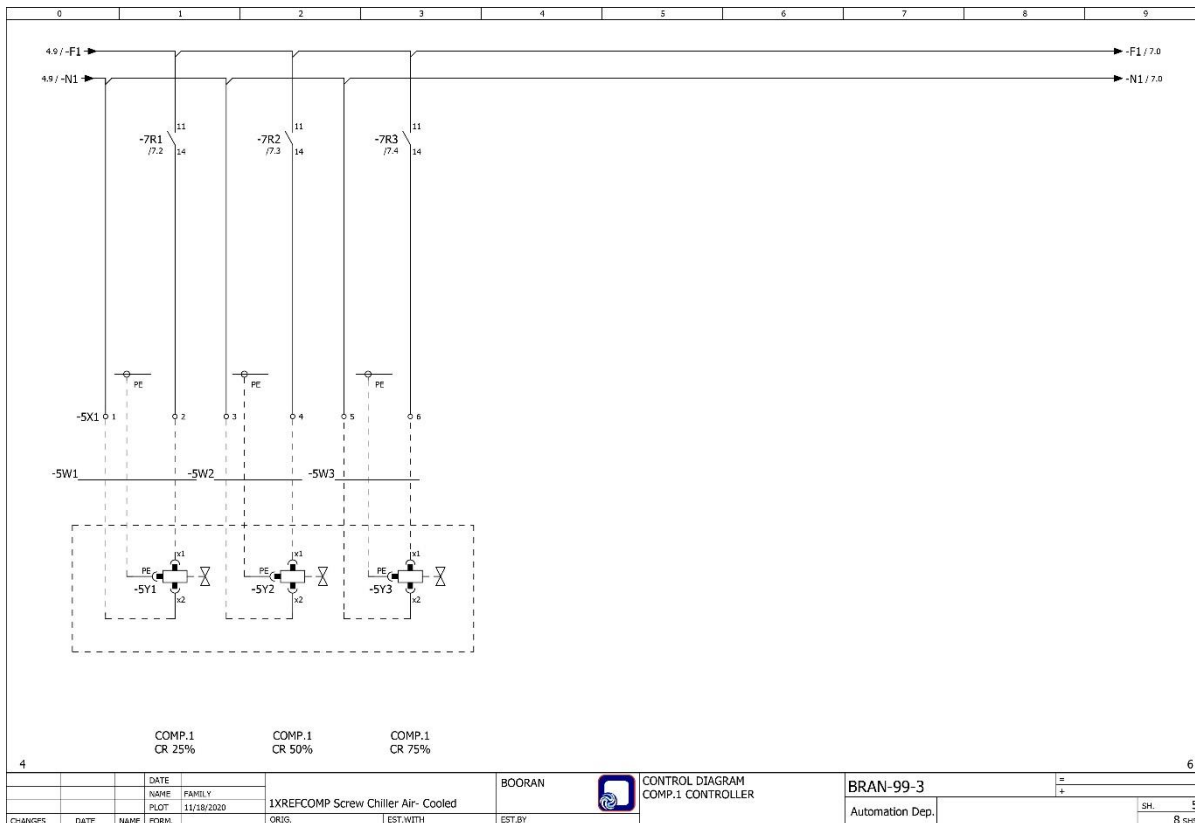 0 1 2 3 4 5 6 7 8 9
4.9 / -F1 -F1 / 7.0
4.9 / -N1 -N1 / 7.0
11 11 11
-7R1 -7R2 -7R3
/7.2 14 /7.3 14 /7.4 14
PE PE PE
-5X1 1 2 3 4 5 6
-5W1 -5W2 -5W3
x1 x1 x1
PE PE PE
-5Y1 -5Y2 -5Y3
x2 x2 x2
COMP.1 COMP.1 COMP.1
CR 25% CR 50% CR 75%
4 6
DATE BOORAN CONTROL DIAGRAM BRAN-99-3 =
NAME FAMILY COMP.1 CONTROLLER +
PLOT 11/18/2020 1XREFCOMP Screw Chiller Air- Cooled Automation Dep. SH. 5
CHANGES DATE NAME FORM. ORIG. EST.WITH EST.BY 8